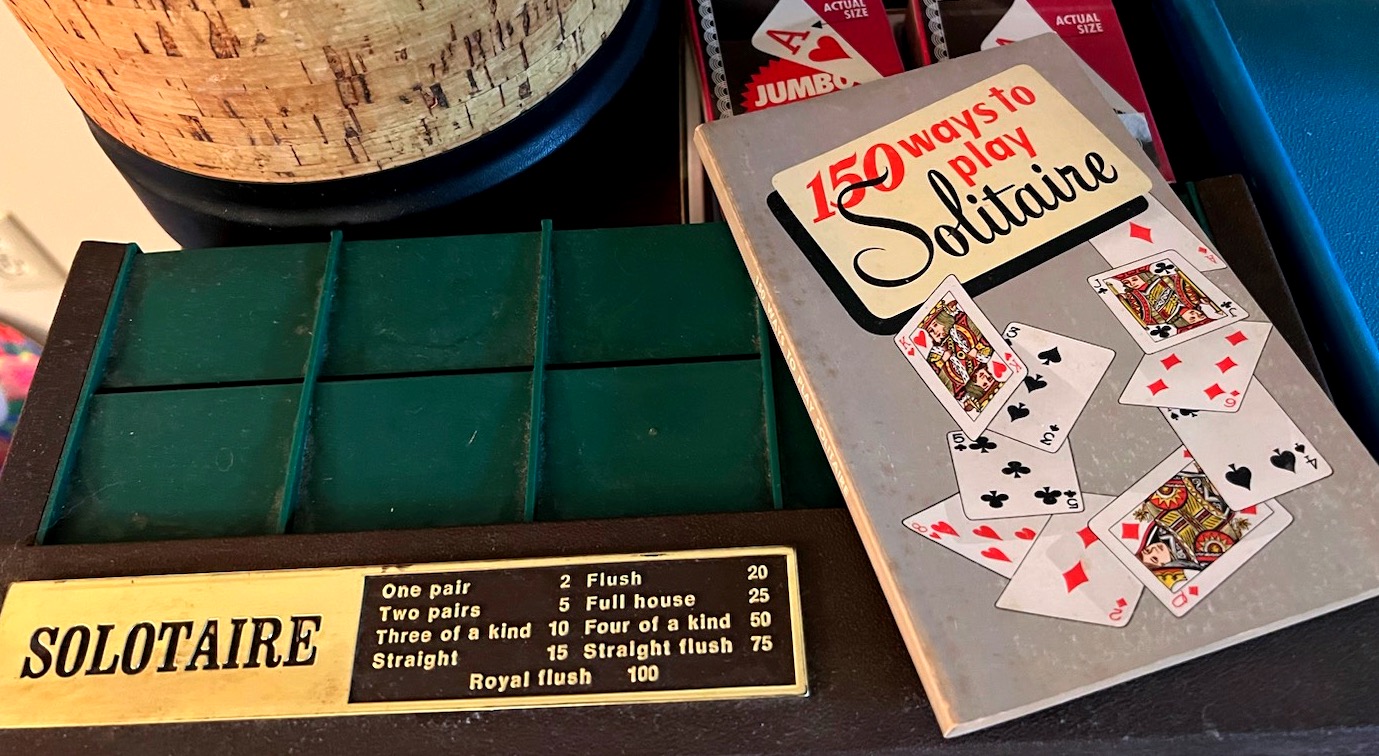 ACTUAL
SIZE
JUMBO
ACTUAL
SIZE
150 ways to
play
Solitaire
SOLOTAIRE
One pair 2 Flush 20
Two pairs 5 Full house 25
Three of a kind 10 Four of a kind 50
Straight 15 Straight flush 75
Royal flush 100